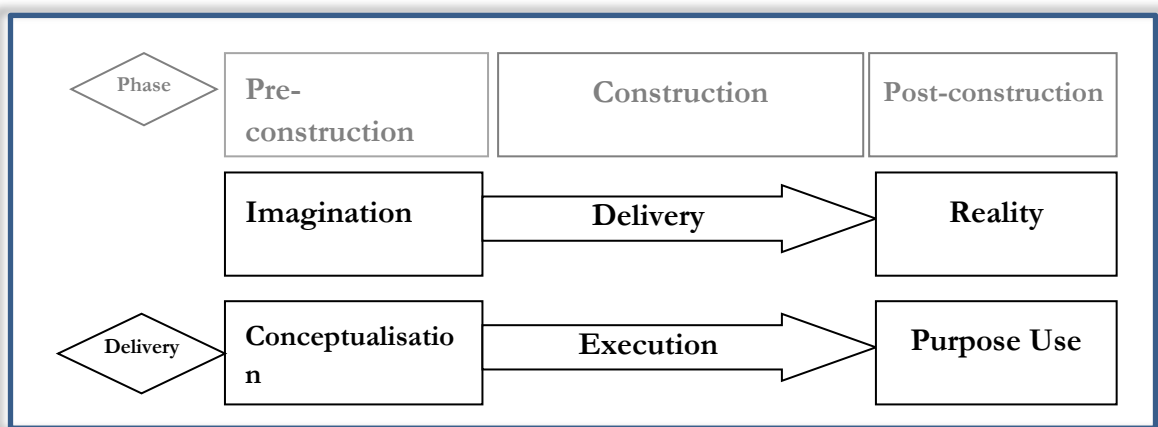 Phase
Pre-
construction
Construction
Post-construction
Imagination
Delivery
Reality
Delivery
Conceptualisatio
n
Execution
Purpose Use